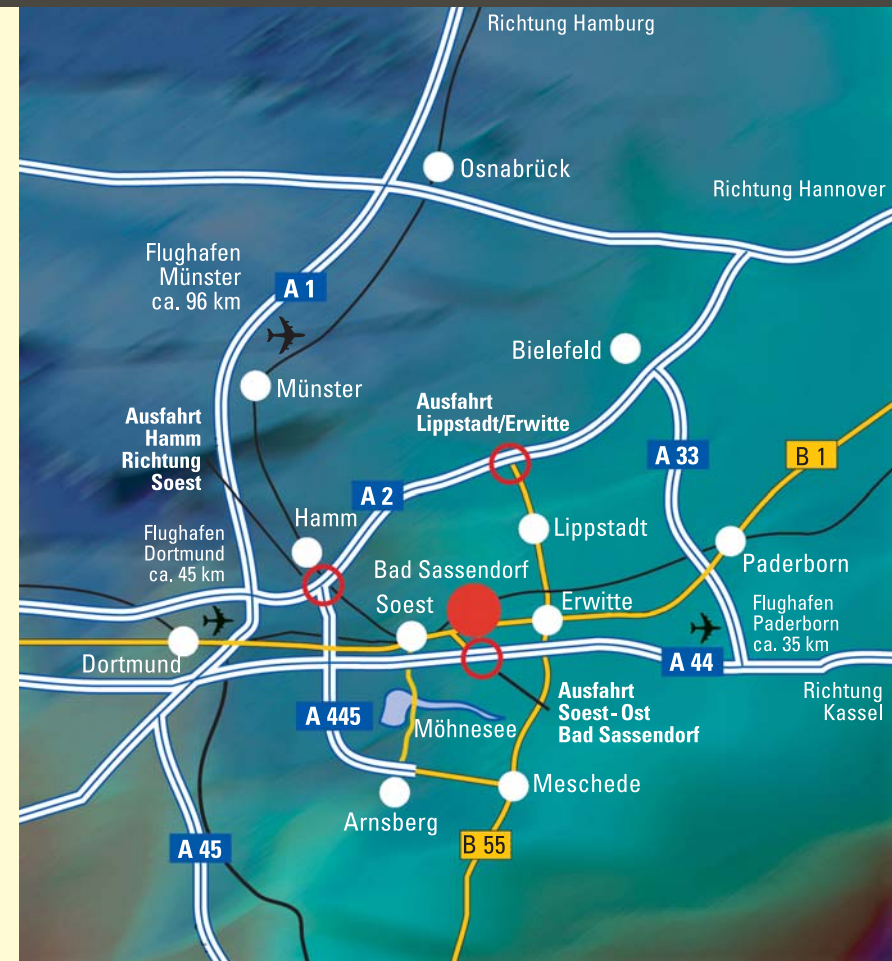 Richtung Hamburg
Osnabrück
Richtung Hannover
Flughafen
Münster
ca. 96 km
A 1
Bielefeld
Münster
Ausfahrt
Hamm
Richtung
Soest
Ausfahrt
Lippstadt/Erwitte
A 33
B 1
A 2
Hamm
Lippstadt
Flughafen
Dortmund
ca. 45 km
Bad Sassendorf
Paderborn
Soest
Erwitte
Flughafen
Paderborn
ca. 35 km
Dortmund
A 44
Ausfahrt
Soest-Ost
Bad Sassendorf
Richtung
Kassel
A 445
Möhnesee
Meschede
Arnsberg
A 45
B 55